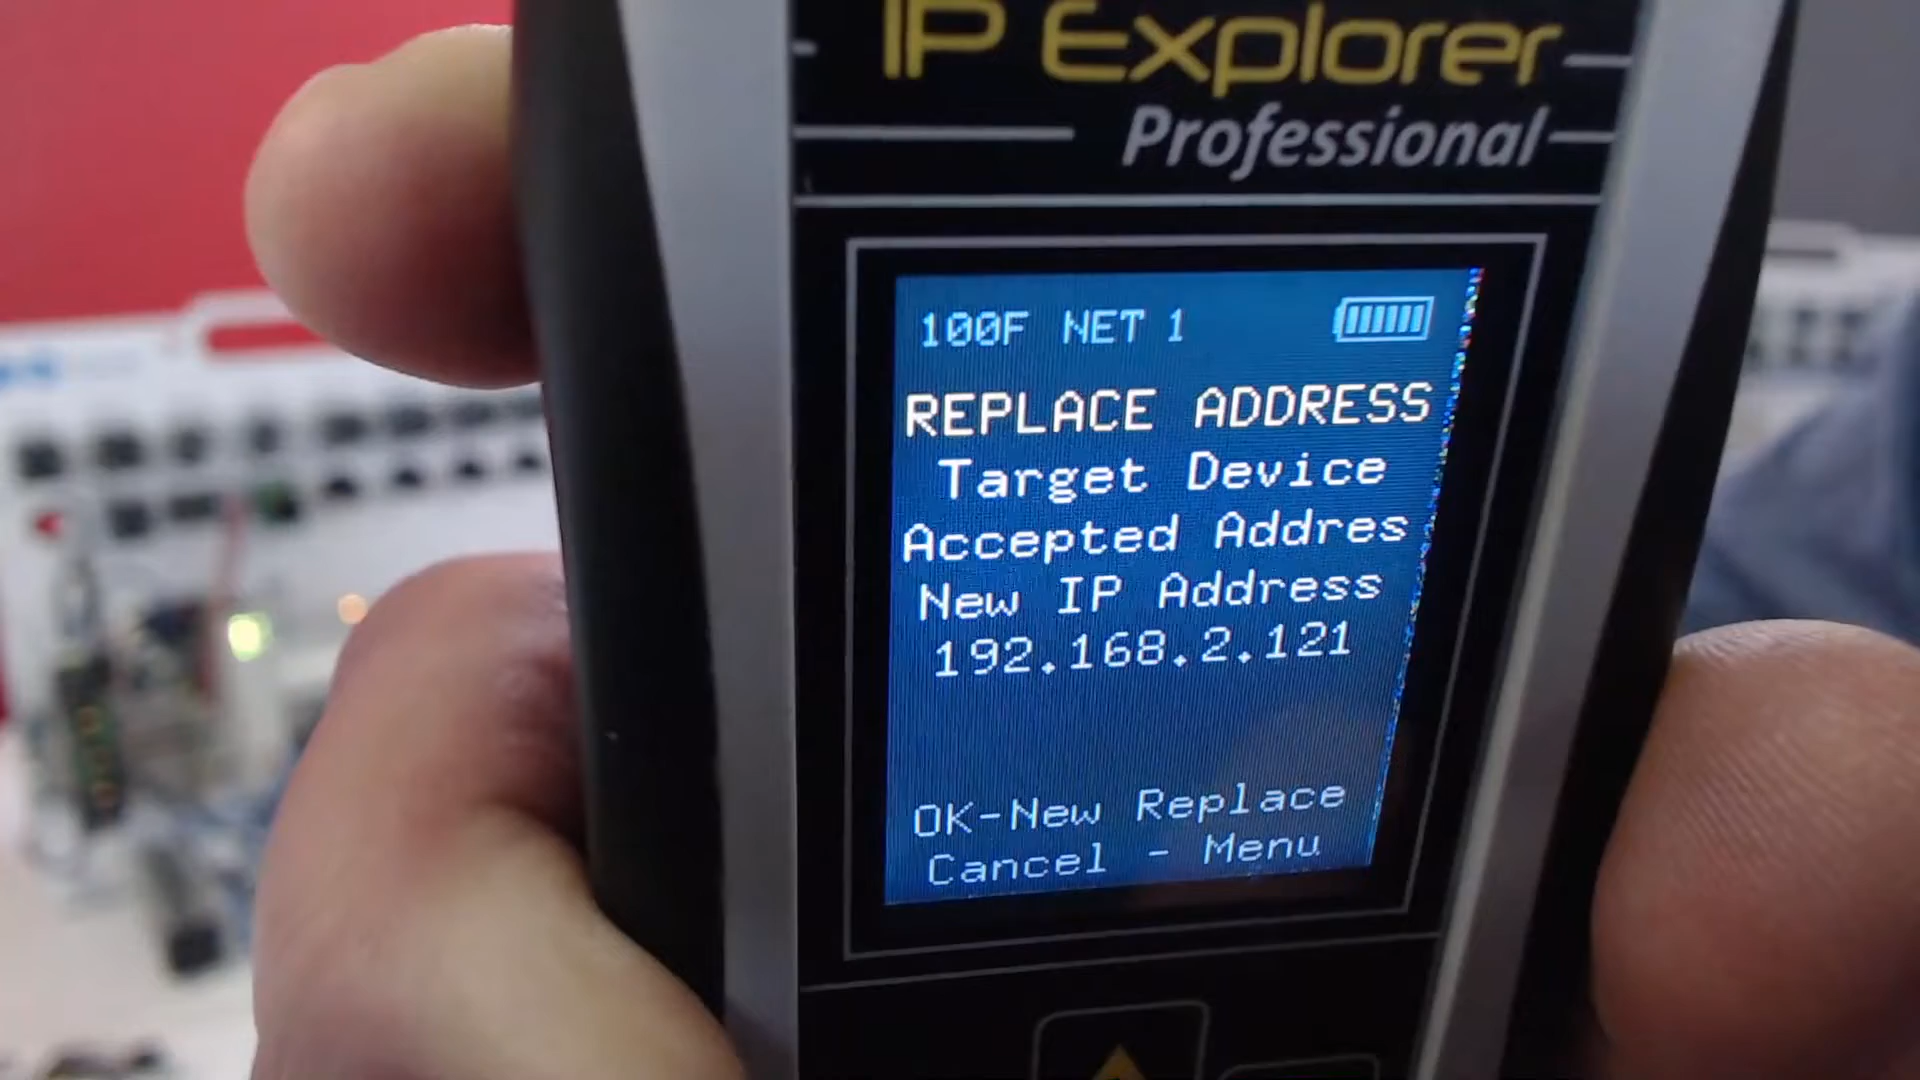 IP Explorer
Professional
100F NET 1
REPLACE ADDRESS
Target Device
Accepted Addres
New IP Address
192.168.2.121
OK-New Replace
Cancel - Menu